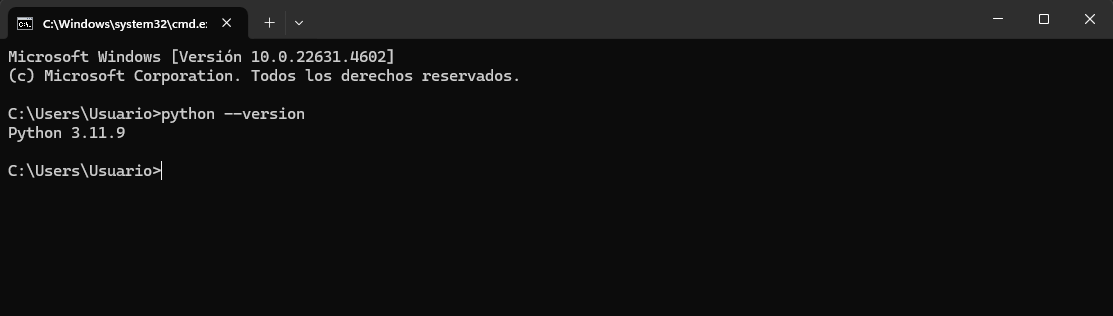 C:\Windows\system32\cmd.e
Microsoft Windows [Versión 10.0.22631.4602]
(c) Microsoft Corporation. Todos los derechos reservados.
C:\Users\Usuario>python --version
Python 3.11.9
C:\Users\Usuario>